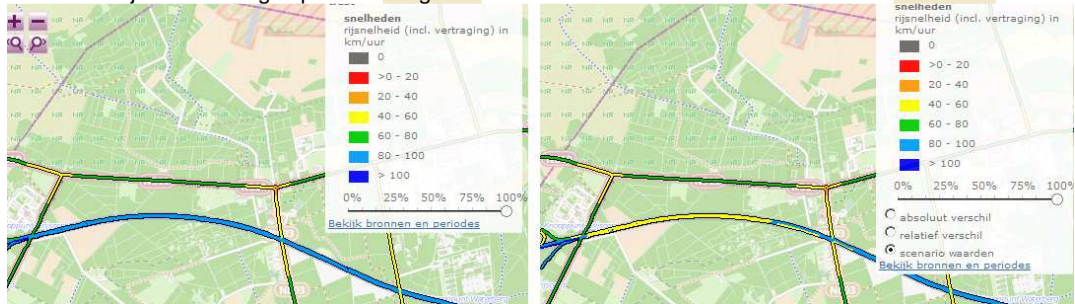 snelheden
rijsnelheid (incl. vertraging) in
km/uur
0
>0 - 20
20 - 40
40 - 60
60 - 80
80 - 100
> 100
0% 25% 50% 75% 100%
Bekijk bronnen en periodes
snelheden
rijsnelheid (incl. vertraging) in
km/uur
0
>0 - 20
20 - 40
40 - 60
60 - 80
80 - 100
> 100
0% 25% 50% 75% 100%
absoluut verschil
relatief verschil
scenario waarden
Bekijk bronnen en periodes